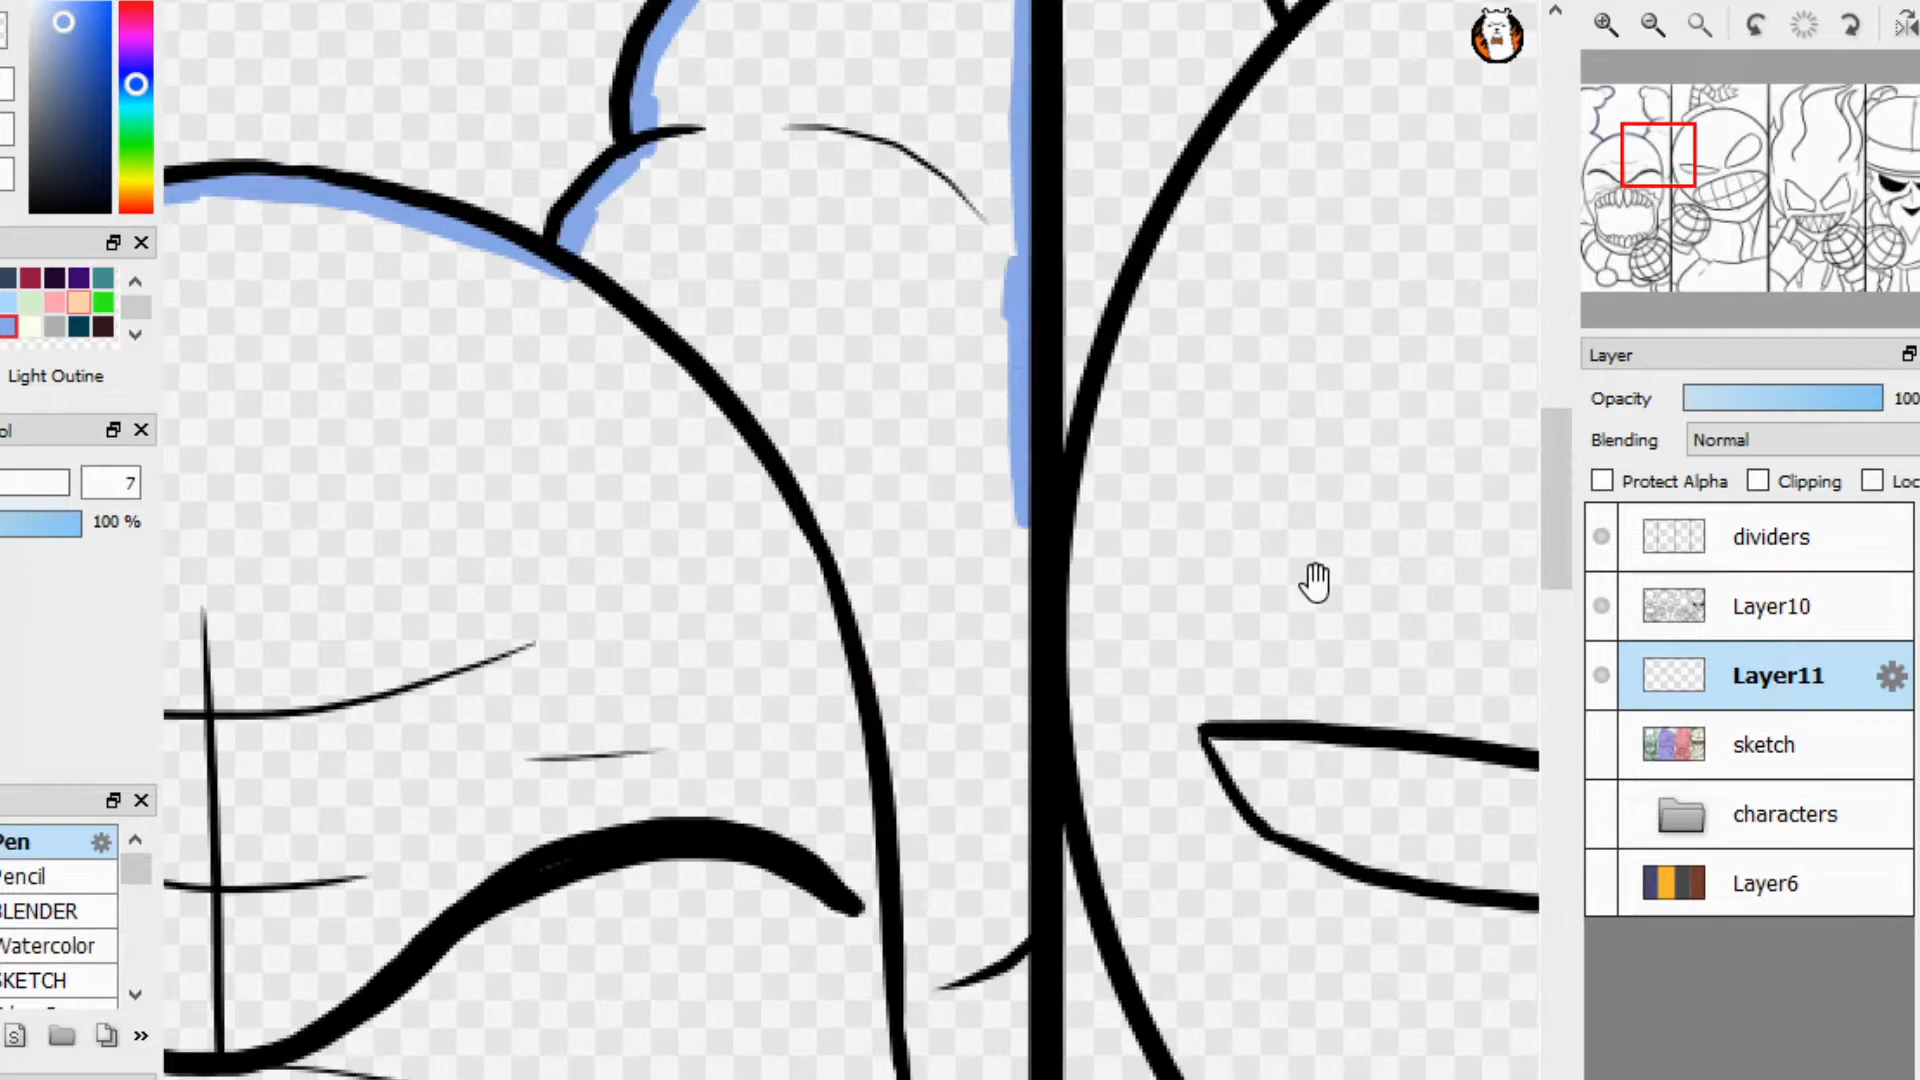 Light Outine
ol
7
100 %
Pen
Pencil
BLENDER
Watercolor
SKETCH
S
»
Layer
Opacity
100
Blending
Normal
Protect Alpha
Clipping
Loc
dividers
Layer10
Layer11
sketch
characters
Layer6